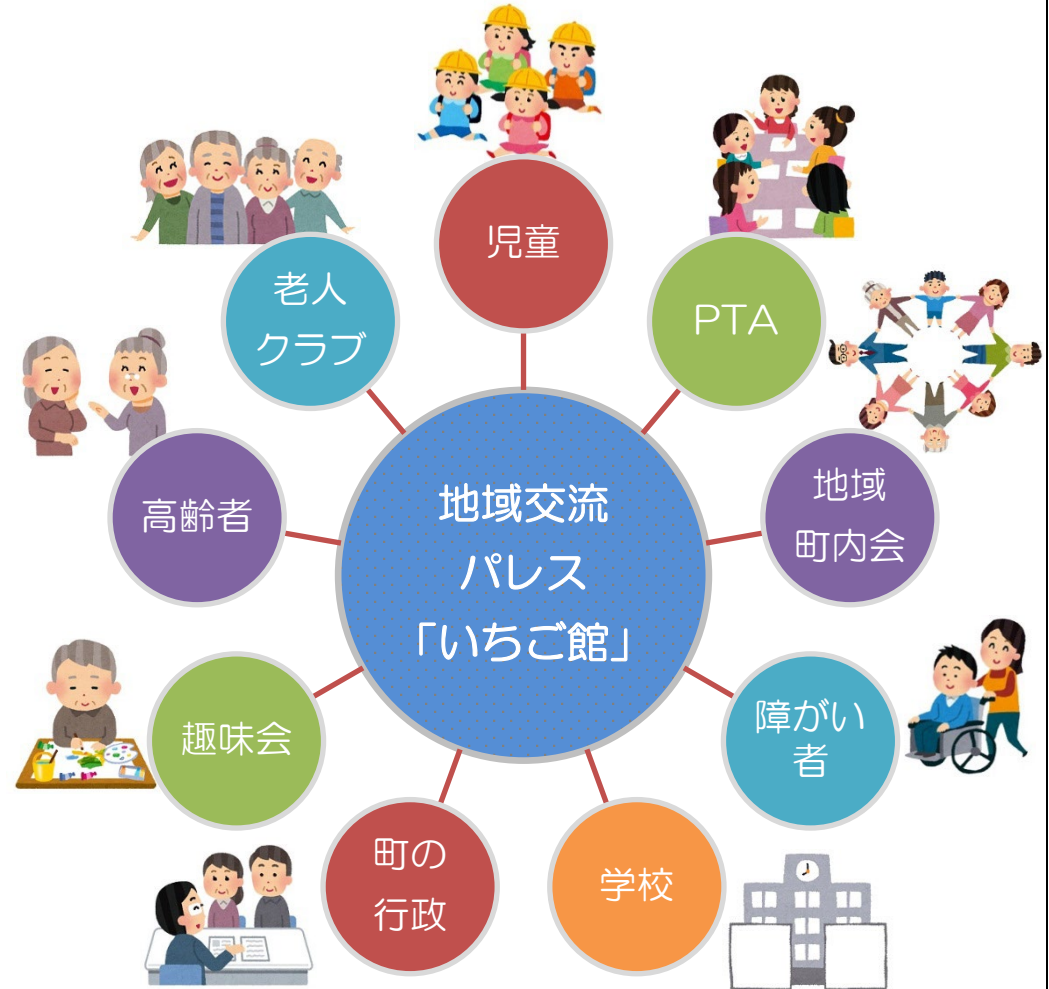 児童
老人
クラブ
PTA
高齢者
地域
町内会
地域交流
パレス
「いちご館」
趣味会
障がい
者
町の
行政
学校